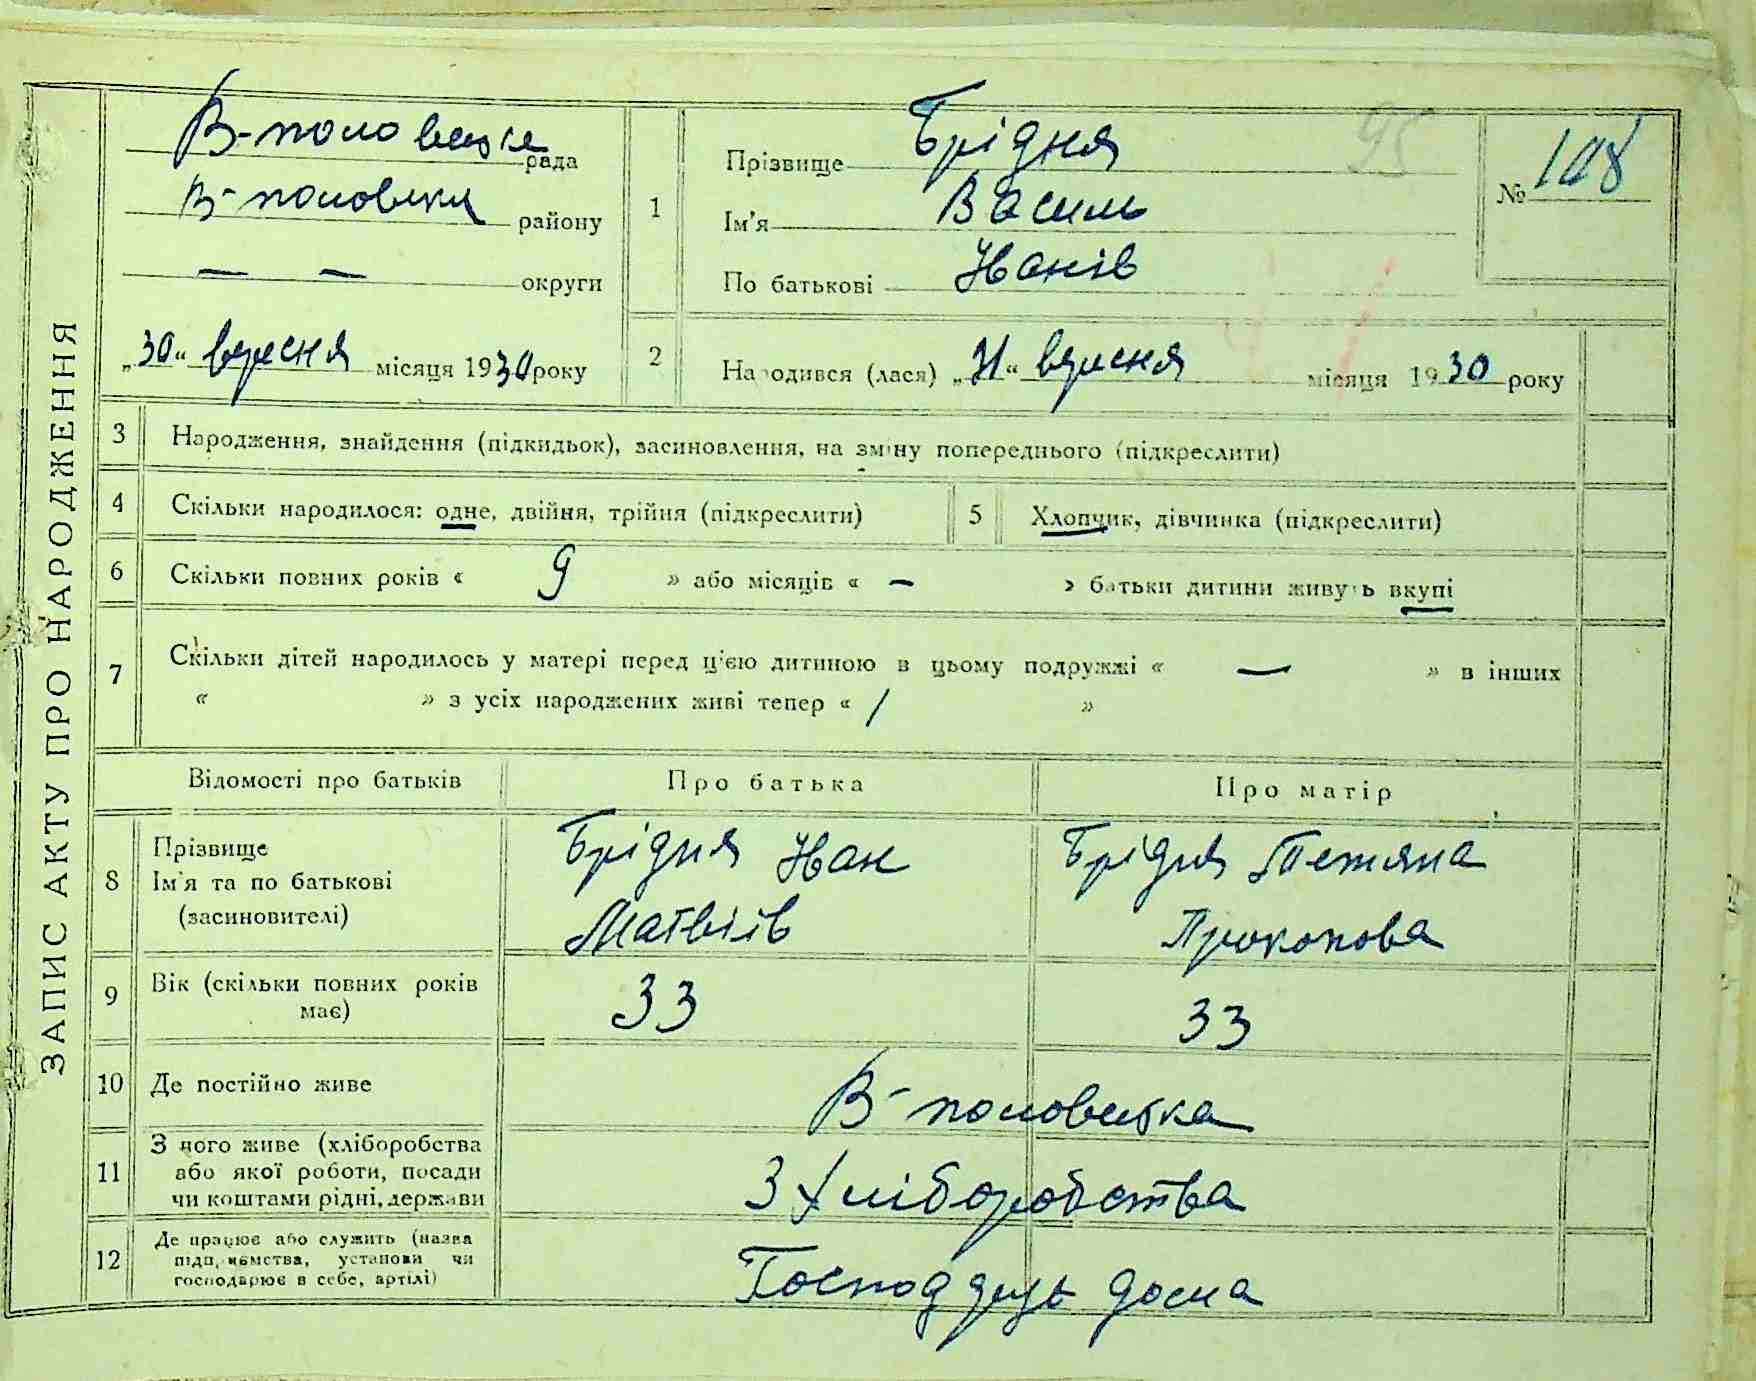 ЗАПИС АКТУ ПРО НАРОДЖЕННЯ
В-половецька рада
В-половецьк району
— — округи
„30“ вересня місяця 1930 року
1
Прізвище Брідня
Ім'я Василь
По батькові Іванів
95
№ 108
2
Народився (лася) „ “ вересня місяця 1930 року
3 Народження, знайдення (підкидьок), засиновлення, на зміну попереднього (підкреслити)
4 Скільки народилося: одне, двійня, трійня (підкреслити)
5 Хлопчик, дівчинка (підкреслити)
6 Скільки повних років « 9 » або місяців « — » батьки дитини живуть вкупі
7 Скільки дітей народилось у матері перед ц'єю дитиною в цьому подружжі « — » в інших
« » з усіх народжених живі тепер « 1 »
Відомості про батьків Про батька Про матір
8 Прізвище
Ім'я та по батькові
(засиновителі)
Брідня Іван
Матвіїв
Брідня Тетяна
Прокопова
9 Вік (скільки повних років
має)
33
33
10 Де постійно живе
В-половецька
11 З чого живе (хліборобства
або якої роботи, посади
чи коштами рідні, держави
З Хліборобства
12 Де працює або служить (назва
підприємства, установи чи
господарює в себе, артілі)
дома